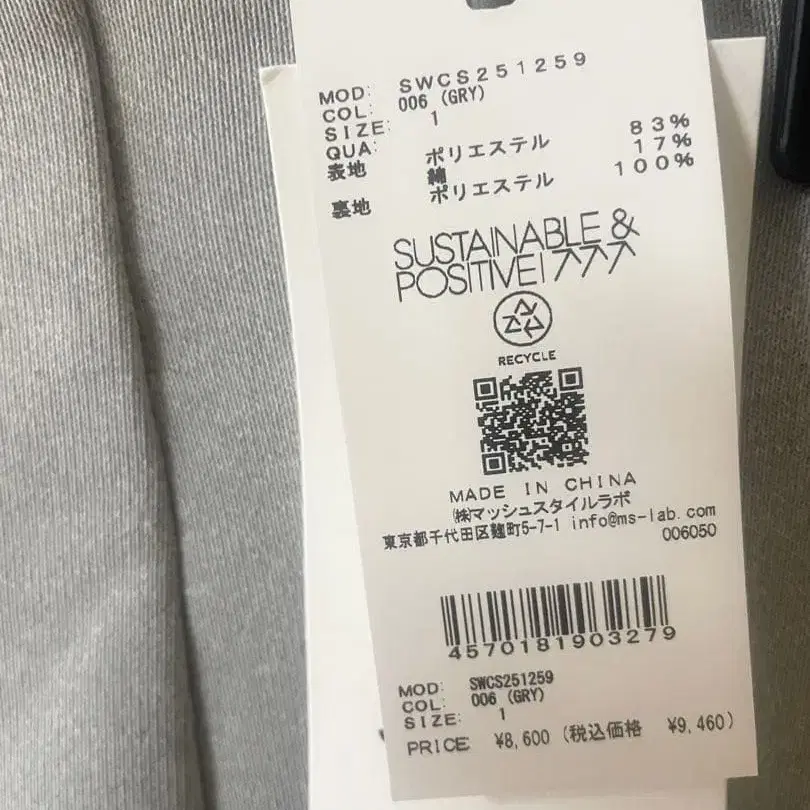 MOD: SWCS251259
COL: 006 (GRY)
SIZE: 1
QUA:
表地 ポリエステル 83%
綿 17%
裏地 ポリエステル 100%
SUSTAINABLE &
POSITIVE!
RECYCLE
MADE IN CHINA
㈱マッシュスタイルラボ
東京都千代田区麹町5-7-1 info@ms-lab.com
006050
4570181903279
MOD: SWCS251259
COL: 006 (GRY)
SIZE: 1
PRICE: ¥8,600 (税込価格 ¥9,460)